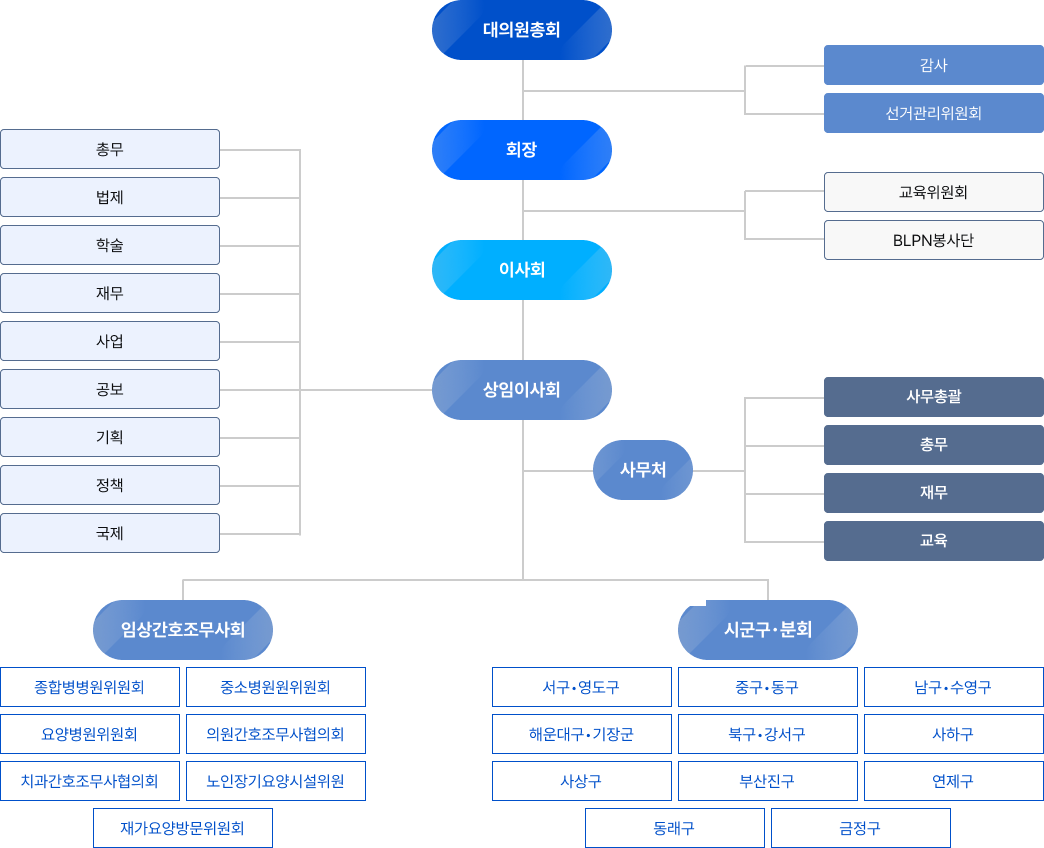 대의원총회
감사
선거관리위원회
회장
교육위원회
BLPN봉사단
이사회
상임이사회
총무
법제
학술
재무
사업
공보
기획
정책
국제
사무처
사무총괄
총무
재무
교육
임상간호조무사회
종합병병원위원회
중소병원원위원회
요양병원위원회
의원간호조무사협의회
치과간호조무사협의회
노인장기요양시설위원
재가요양방문위원회
시군구·분회
서구·영도구
중구·동구
남구·수영구
해운대구·기장군
북구·강서구
사하구
사상구
부산진구
연제구
동래구
금정구